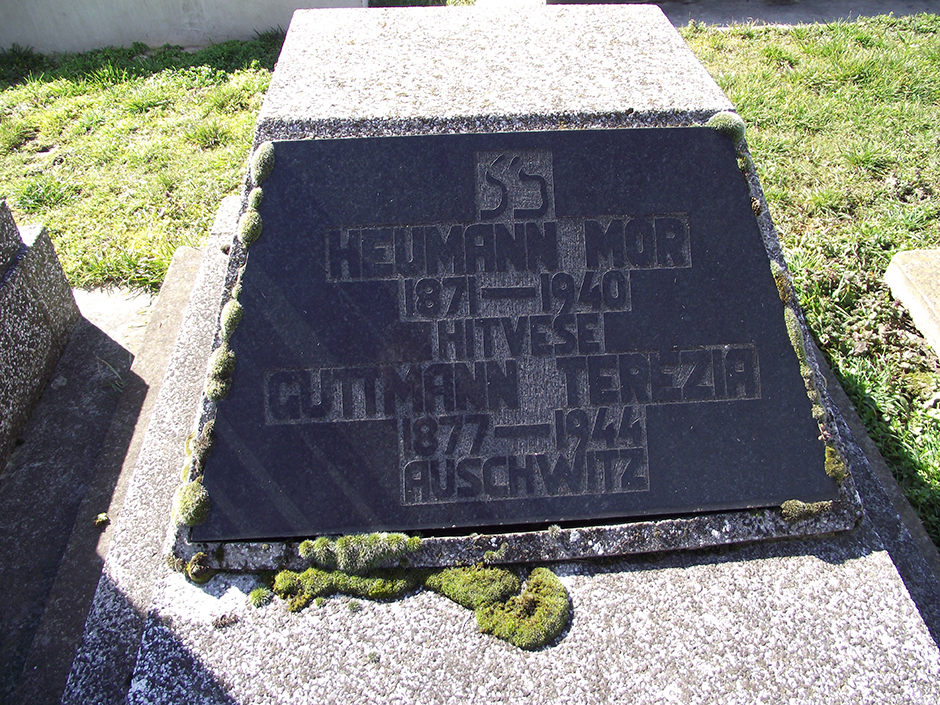 פ״נ
HEUMANN MOR
1871—1940
HITVESE
GUTTMANN TEREZIA
1877—1944
AUSCHWITZ